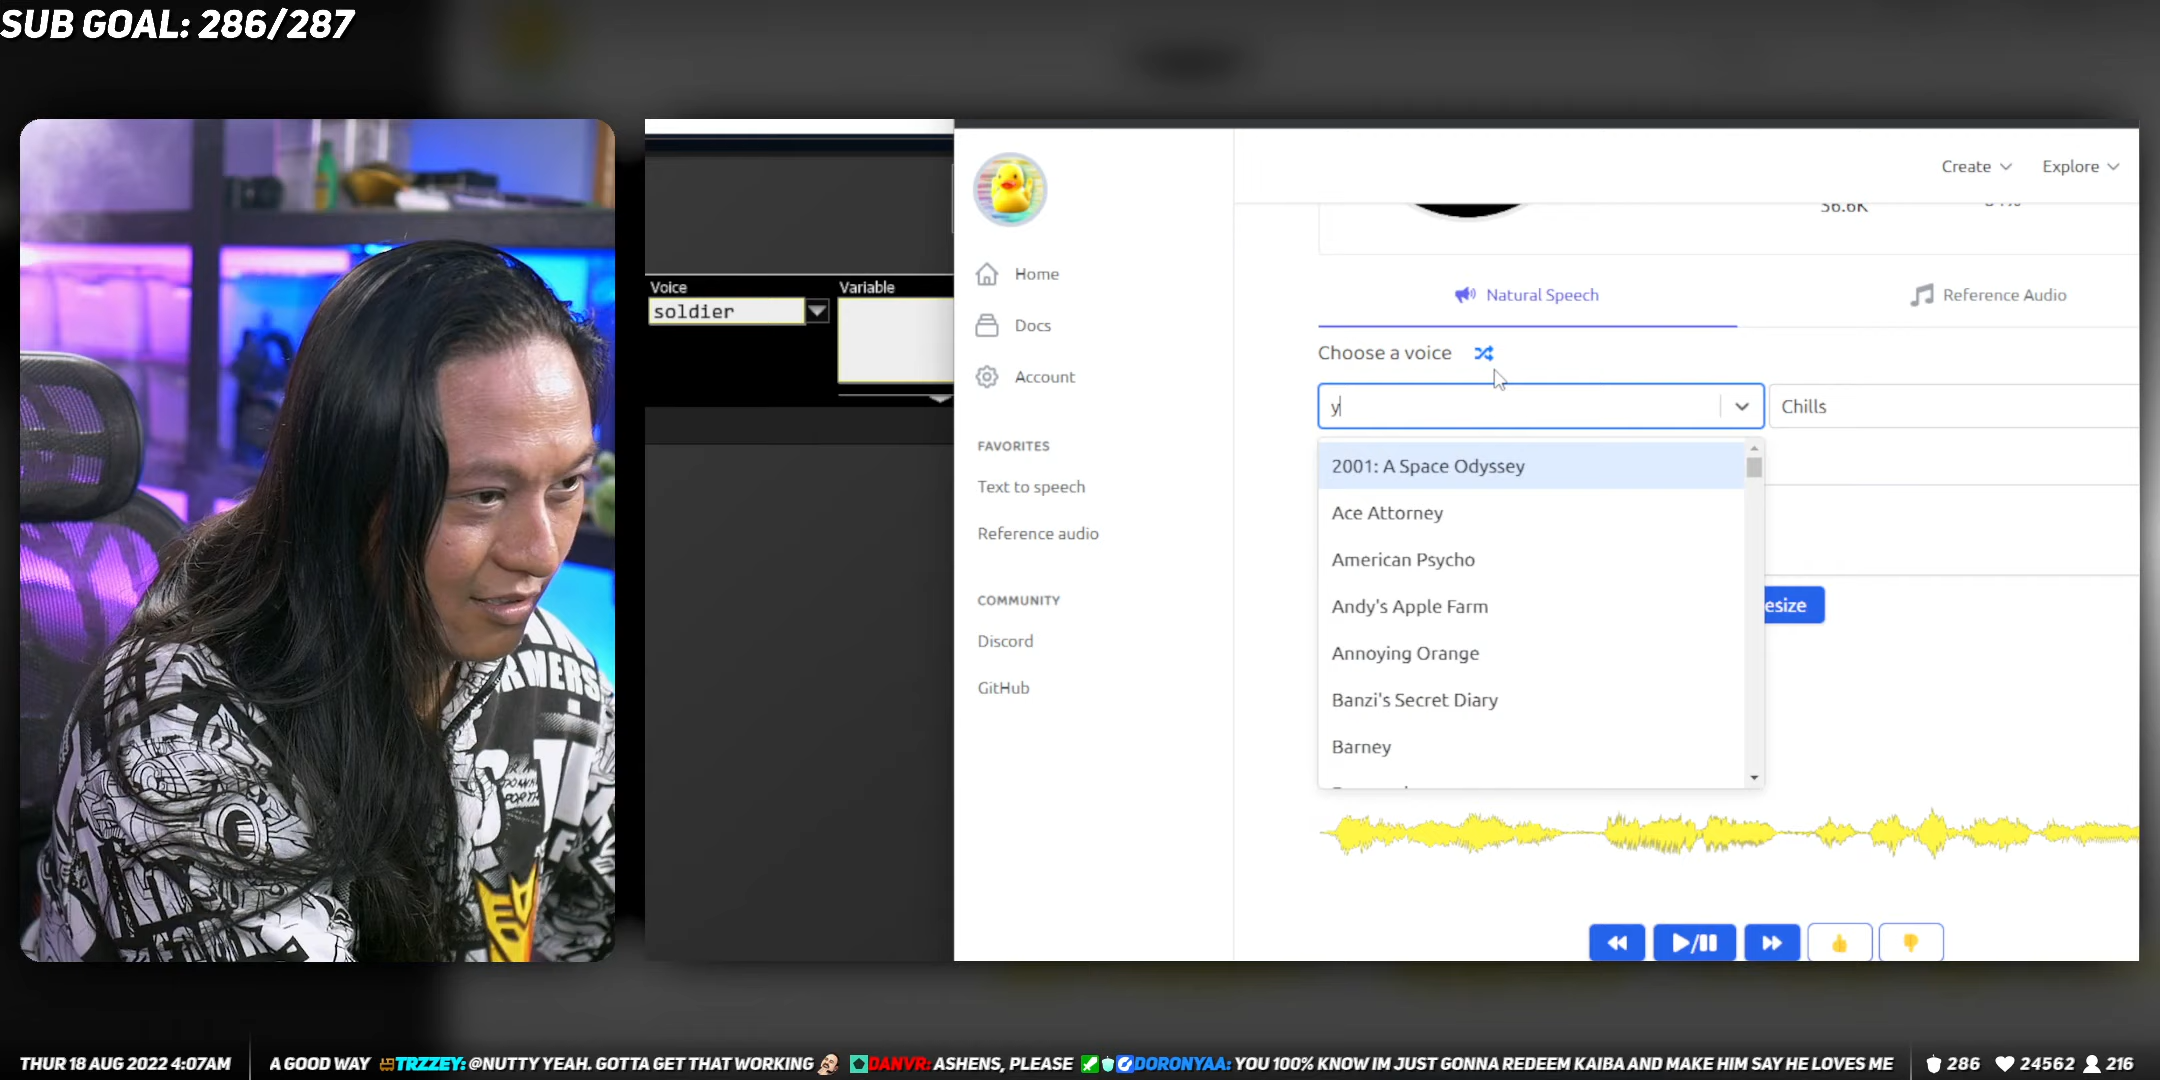 SUB GOAL: 286/287
Create
Explore
36.6K
Voice
Variable
soldier
Home
Docs
Account
FAVORITES
Text to speech
Reference audio
COMMUNITY
Discord
GitHub
Natural Speech
Reference Audio
Choose a voice
y
Chills
2001: A Space Odyssey
Ace Attorney
American Psycho
Andy's Apple Farm
Annoying Orange
Banzi's Secret Diary
Barney
esize
THUR 18 AUG 2022 4:07AM
A GOOD WAY TRZZEY: @NUTTY YEAH. GOTTA GET THAT WORKING DANVR: ASHENS, PLEASE DORONYAA: YOU 100% KNOW IM JUST GONNA REDEEM KAIBA AND MAKE HIM SAY HE LOVES ME
286 24562 216